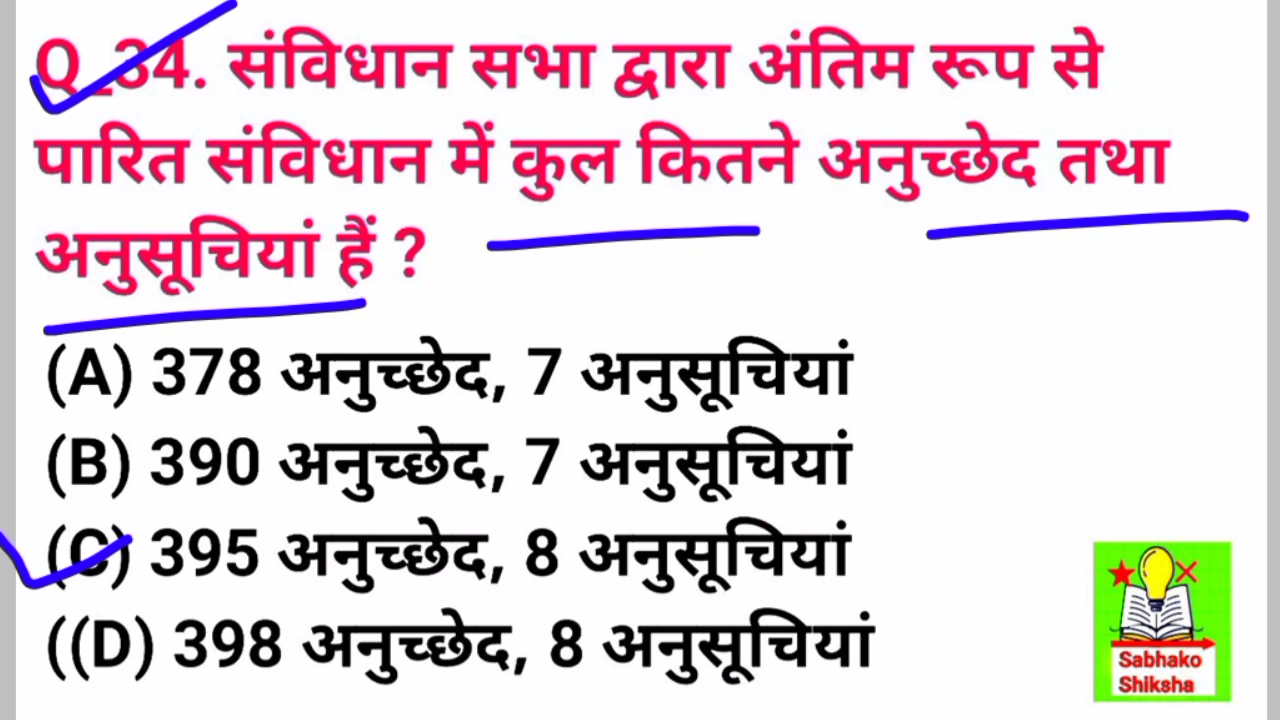 Q_34. संविधान सभा द्वारा अंतिम रूप से
पारित संविधान में कुल कितने अनुच्छेद तथा
अनुसूचियां हैं ?
(A) 378 अनुच्छेद, 7 अनुसूचियां
(B) 390 अनुच्छेद, 7 अनुसूचियां
(C) 395 अनुच्छेद, 8 अनुसूचियां
((D) 398 अनुच्छेद, 8 अनुसूचियां
Sabhako
Shiksha